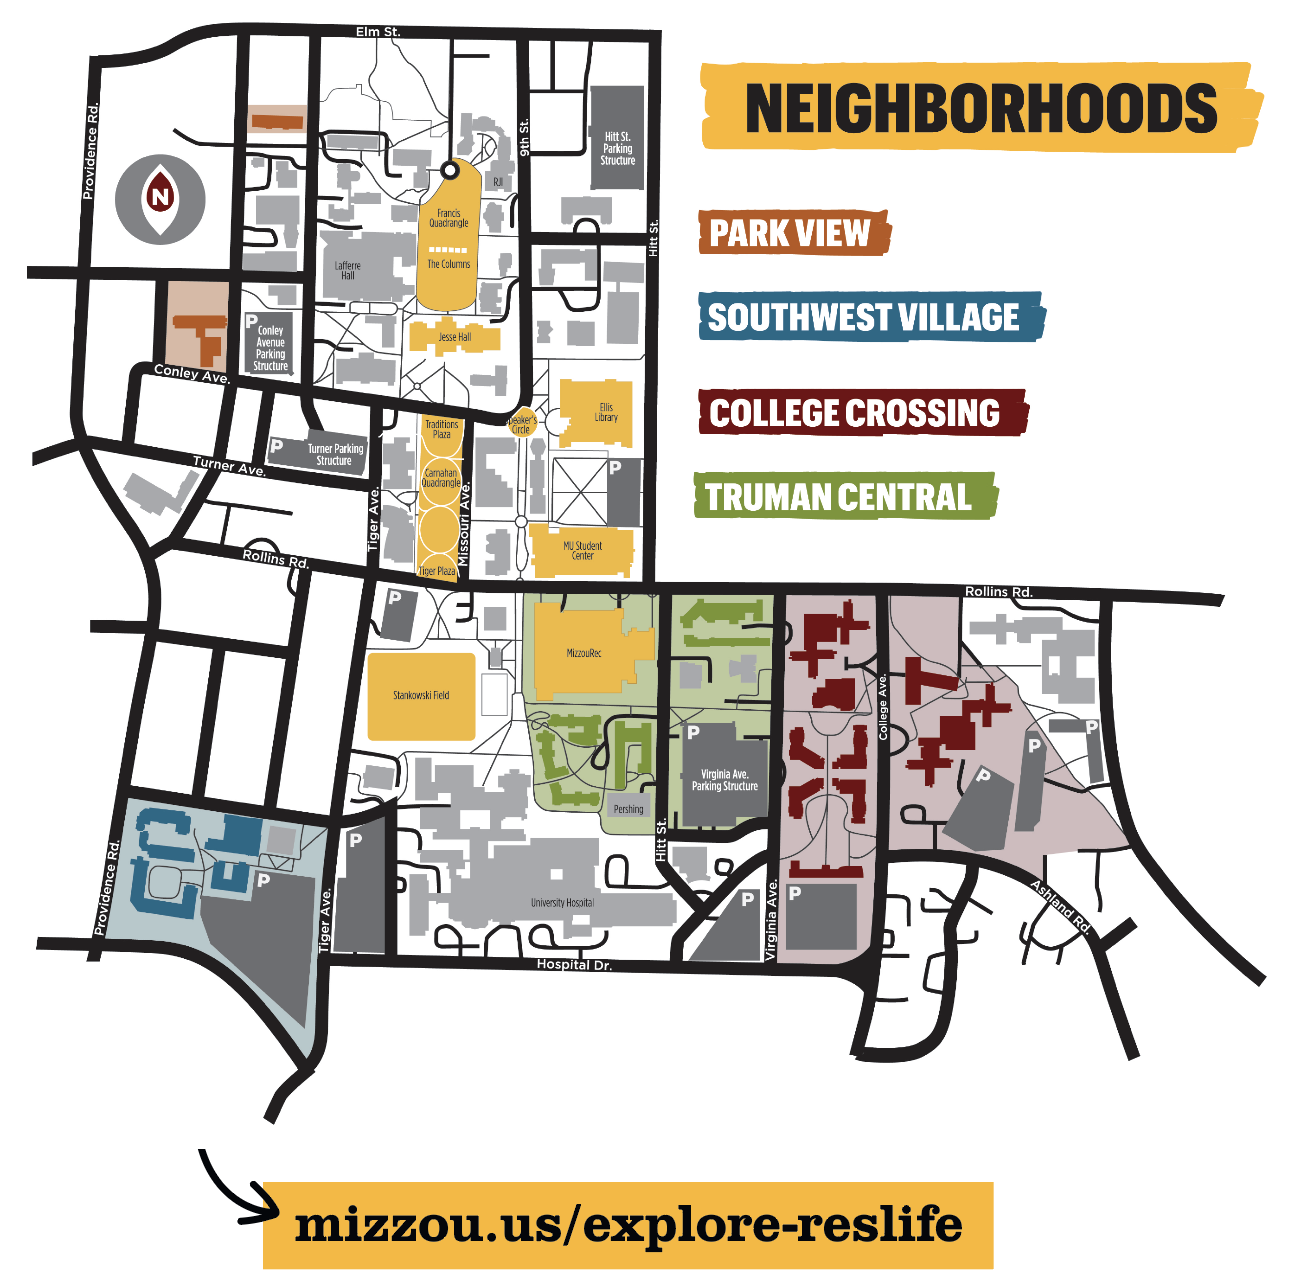 NEIGHBORHOODS
PARK VIEW
SOUTHWEST VILLAGE
COLLEGE CROSSING
TRUMAN CENTRAL
Elm St.
Providence Rd.
9th St.
Hitt St.
Parking
Structure
N
RJI
Francis
Quadrangle
The Columns
Hitt St.
Lafferre
Hall
P
Conley
Avenue
Parking
Structure
Jesse Hall
Conley Ave.
Ellis
Library
Traditions
Plaza
Speaker's
Circle
P
Turner Parking
Structure
Turner Ave.
P
Carnahan
Quadrangle
Tiger Ave.
Missouri Ave.
MU Student
Center
Tiger Plaza
Rollins Rd.
Rollins Rd.
P
MizzouRec
Stankowski Field
College Ave.
P
Virginia Ave.
Parking Structure
P
P
P
Pershing
Hitt St.
P
Providence Rd.
P
Tiger Ave.
University Hospital
P
Virginia Ave.
P
Ashland Rd.
Hospital Dr.
mizzou.us/explore-reslife